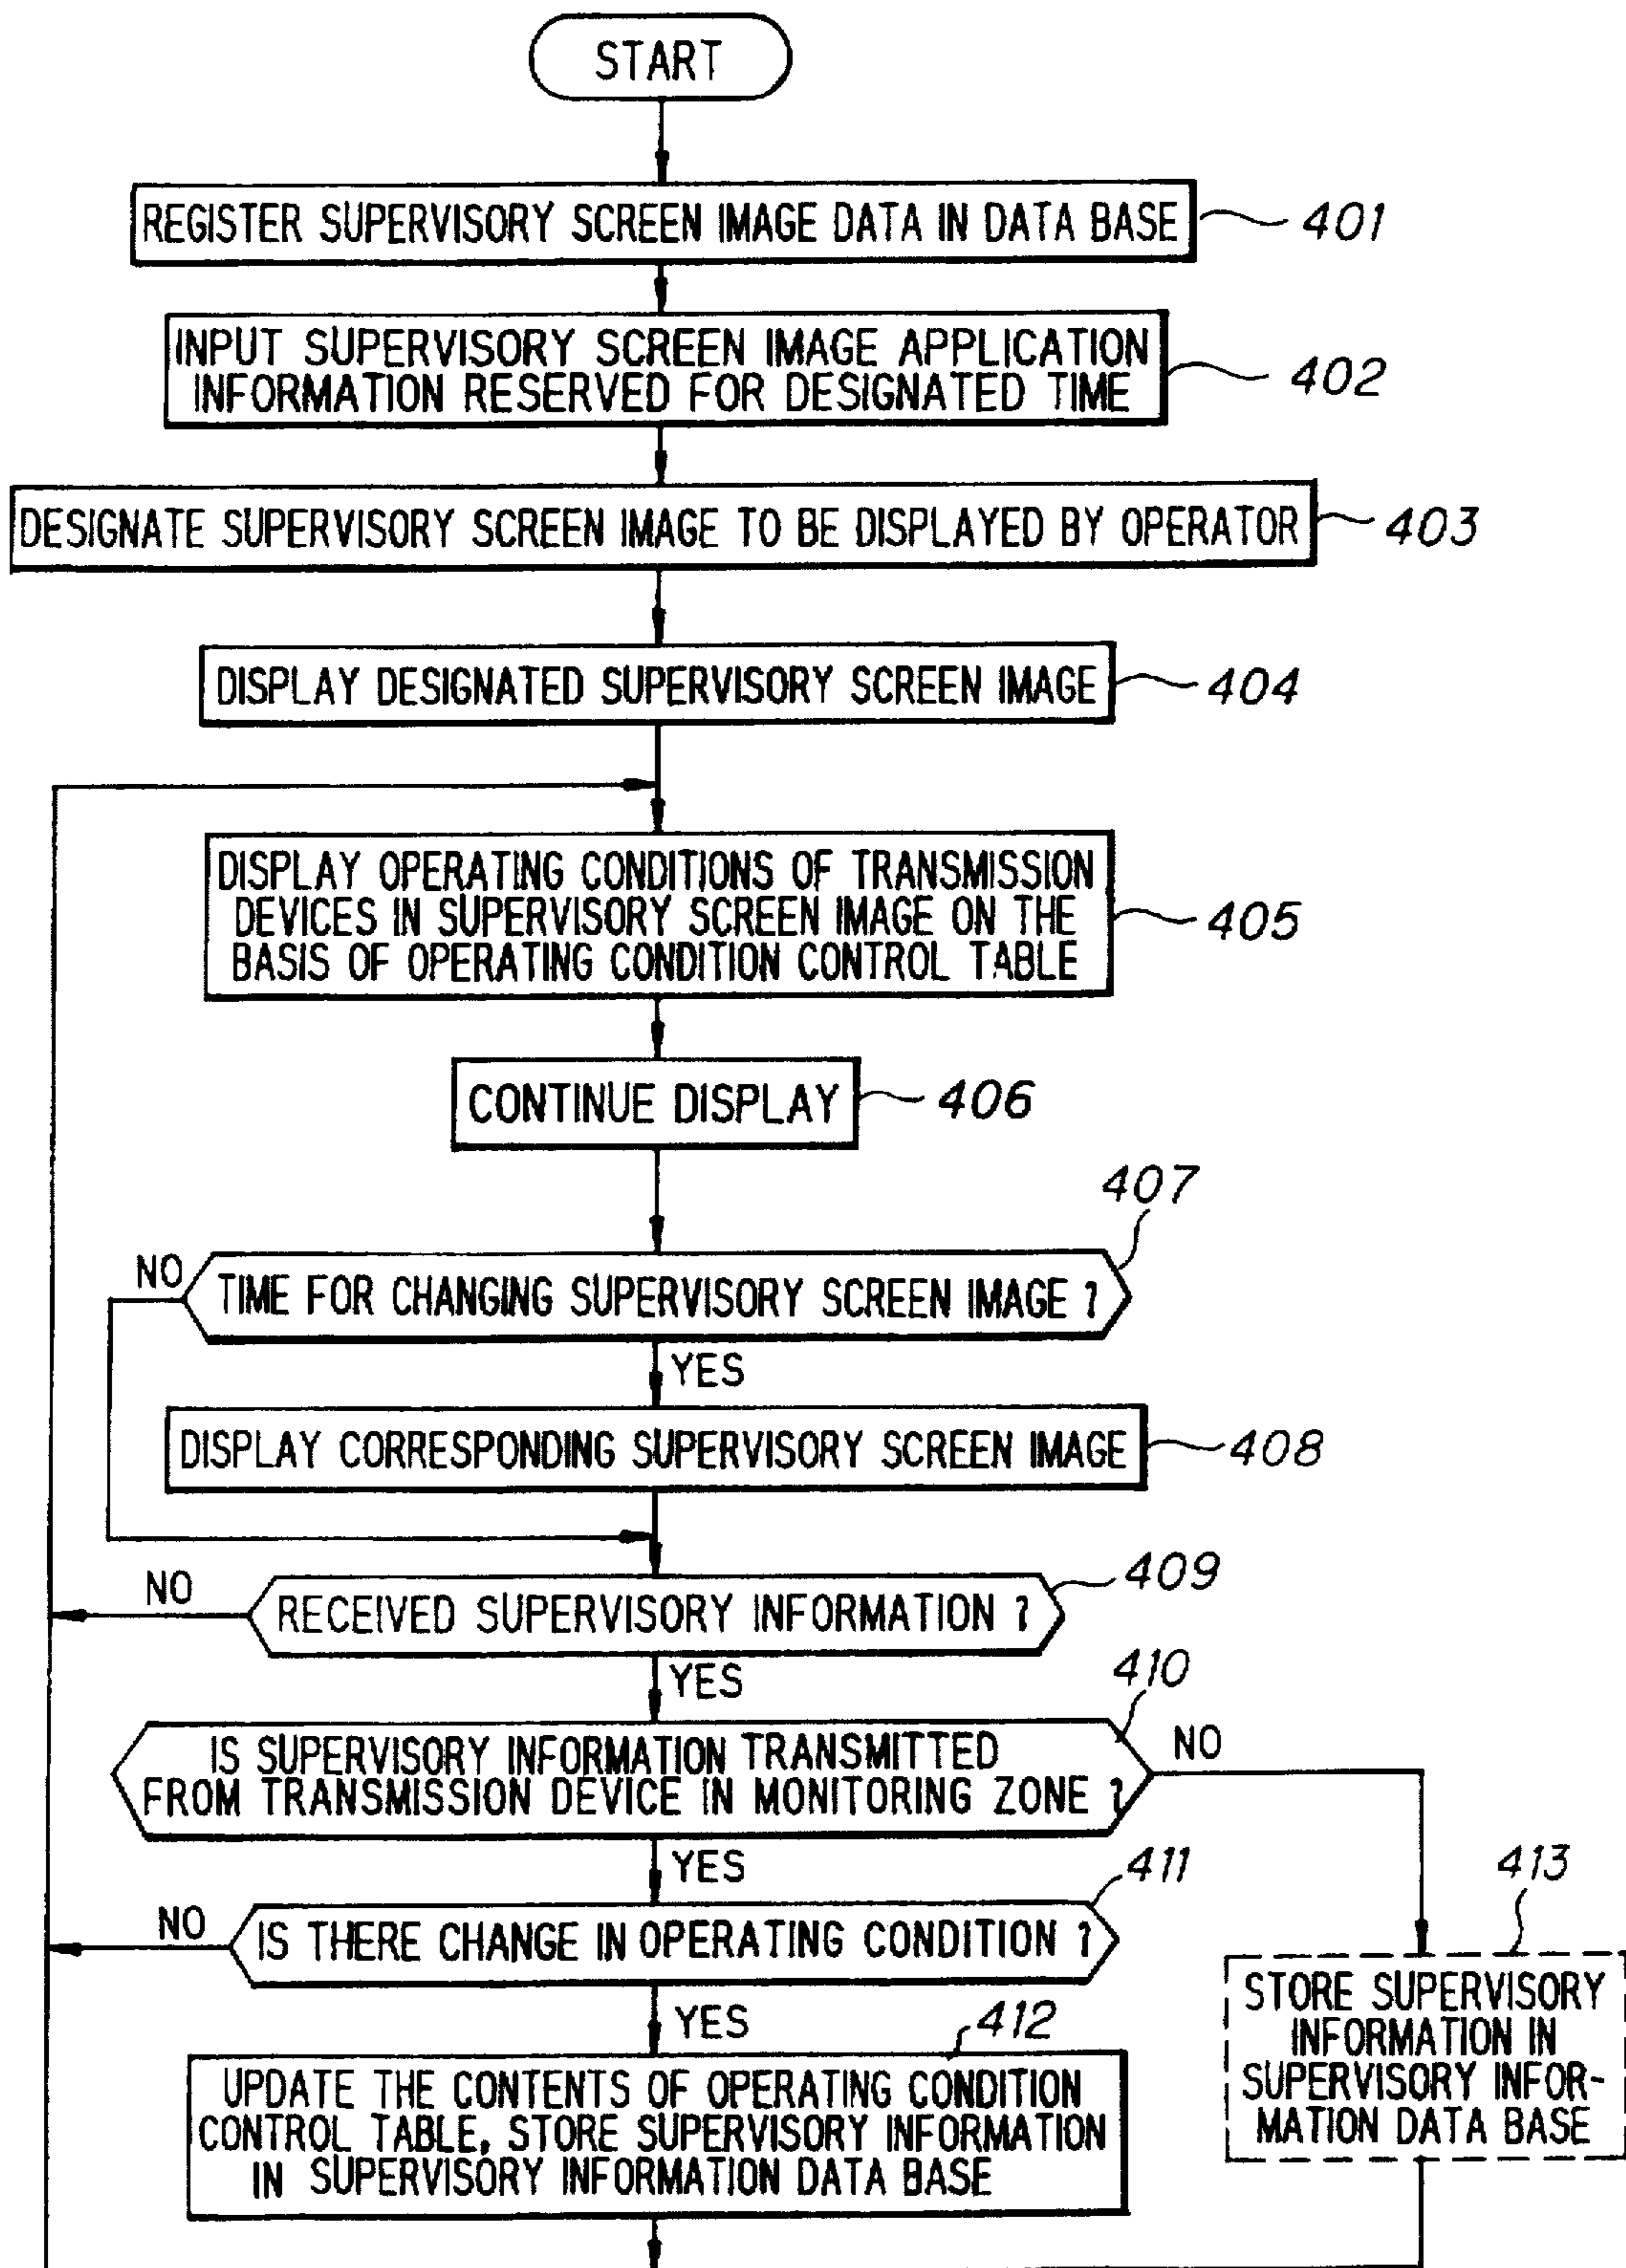 START
REGISTER SUPERVISORY SCREEN IMAGE DATA IN DATA BASE
401
INPUT SUPERVISORY SCREEN IMAGE APPLICATION
INFORMATION RESERVED FOR DESIGNATED TIME
402
DESIGNATE SUPERVISORY SCREEN IMAGE TO BE DISPLAYED BY OPERATOR
403
DISPLAY DESIGNATED SUPERVISORY SCREEN IMAGE
404
DISPLAY OPERATING CONDITIONS OF TRANSMISSION
DEVICES IN SUPERVISORY SCREEN IMAGE ON THE
BASIS OF OPERATING CONDITION CONTROL TABLE
405
CONTINUE DISPLAY
406
407
NO
TIME FOR CHANGING SUPERVISORY SCREEN IMAGE ?
YES
DISPLAY CORRESPONDING SUPERVISORY SCREEN IMAGE
408
409
NO
RECEIVED SUPERVISORY INFORMATION ?
YES
410
IS SUPERVISORY INFORMATION TRANSMITTED
FROM TRANSMISSION DEVICE IN MONITORING ZONE ?
NO
YES
411
NO
IS THERE CHANGE IN OPERATING CONDITION ?
YES
412
UPDATE THE CONTENTS OF OPERATING CONDITION
CONTROL TABLE, STORE SUPERVISORY INFORMATION
IN SUPERVISORY INFORMATION DATA BASE
413
STORE SUPERVISORY
INFORMATION IN
SUPERVISORY INFOR-
MATION DATA BASE